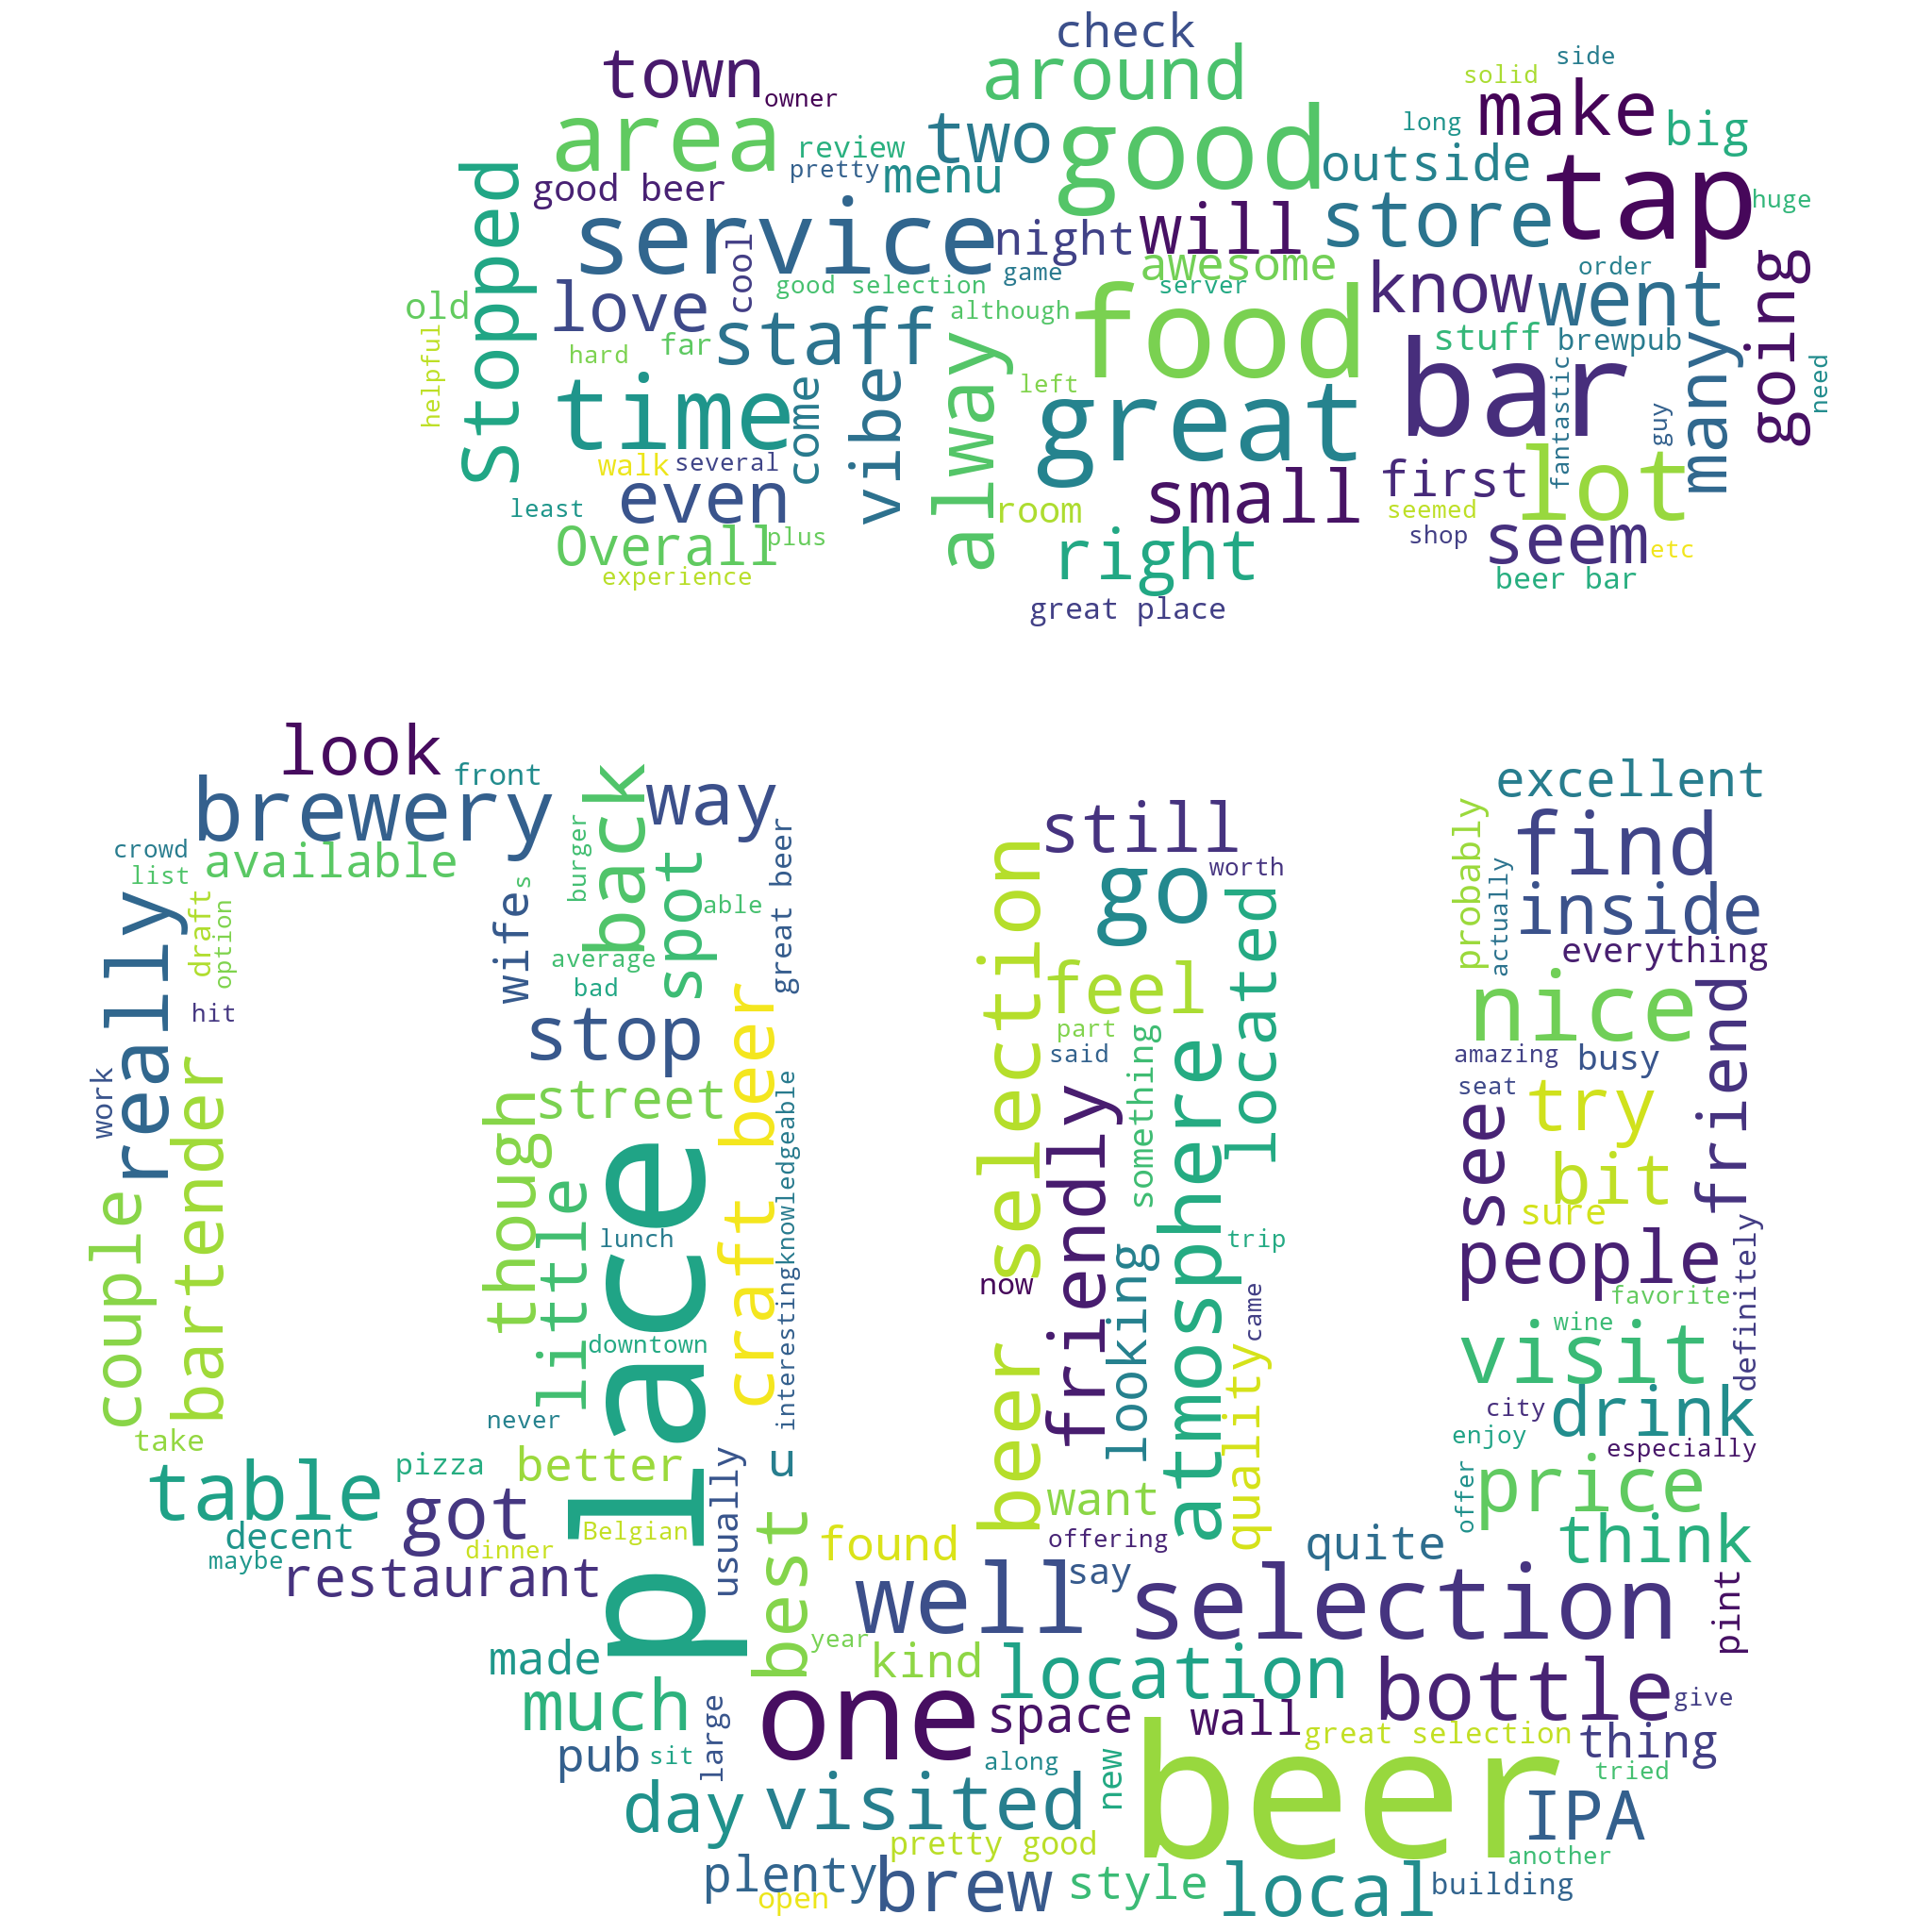 check
side
town
around
solid
owner
make
area
long
big
two
good
review
outside
pretty
menu
tap
Stopped
good beer
huge
service
store
night
will
cool
awesome
order
going
game
good selection
server
know
went
old
love
although
food
helpful
far
staff
stuff
brewpub
many
hard
alway
bar
need
time
come
vibe
left
fantastic
great
guy
walk
several
first
lot
even
small
least
room
seemed
Overall
plus
shop
seem
right
etc
experience
beer bar
great place
look
front
excellent
brewery
back
way
still
find
crowd
burger
probably
available
worth
list
spot
go
actually
really
wife
s
great beer
inside
draft
able
located
option
everything
average
feel
bad
nice
friend
hit
part
stop
said
amazing
busy
work
something
seat
bartender
street
craft beer
beer selection
try
see
though
knowledgeable
friendly
atmosphere
bit
couple
little
sure
lunch
interesting
trip
people
definitely
place
looking
now
came
favorite
downtown
wine
visit
quality
never
city
drink
take
enjoy
especially
pizza
better
u
usually
table
got
want
offer
price
decent
Belgian
best
offering
quite
think
maybe
dinner
found
restaurant
say
well
selection
pint
year
made
kind
location
bottle
much
large
one
space
wall
give
great selection
thing
pub
sit
along
new
beer
tried
day
visited
IPA
pretty good
another
plenty
brew
style
local
building
open